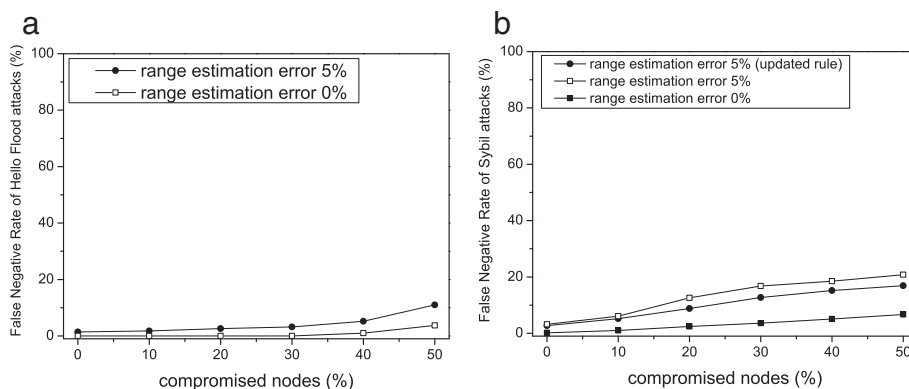 a
False Negative Rate of Hello Flood attacks (%)
100
80
60
40
20
0
range estimation error 5%
range estimation error 0%
0 10 20 30 40 50
compromised nodes (%)
b
False Negative Rate of Sybil attacks (%)
100
80
60
40
20
0
range estimation error 5% (updated rule)
range estimation error 5%
range estimation error 0%
0 10 20 30 40 50
compromised nodes (%)